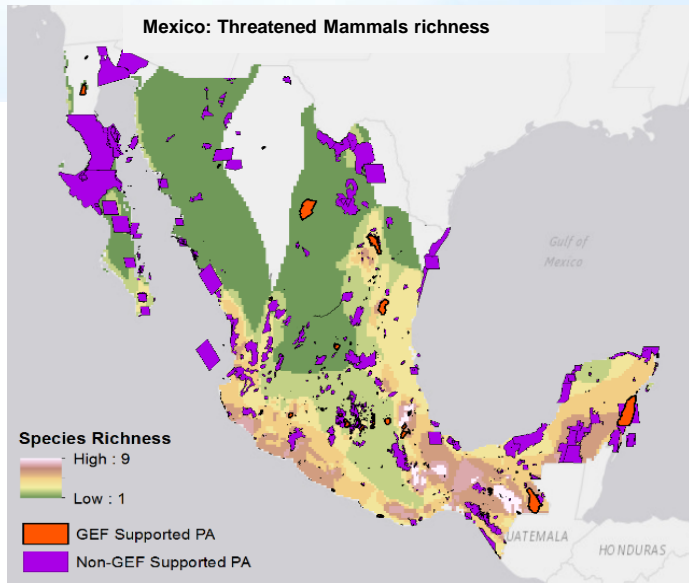 Mexico: Threatened Mammals richness
Gulf of
Mexico
Species Richness
High : 9
Low : 1
GEF Supported PA
Non-GEF Supported PA
UATEMALA
HONDURAS